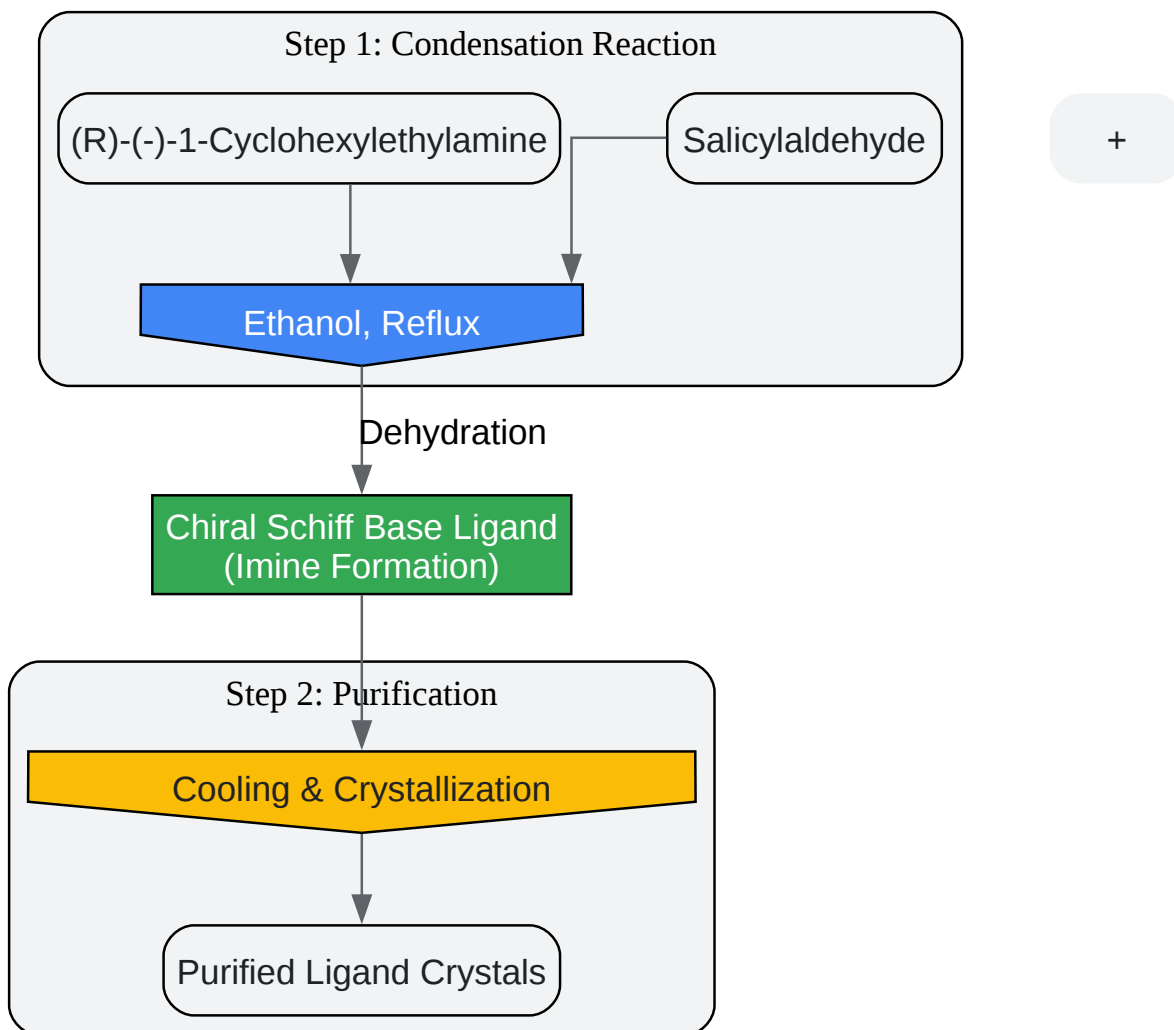 Step 1: Condensation Reaction
(R)-(-)-1-Cyclohexylethylamine
Salicylaldehyde
+
Ethanol, Reflux
Dehydration
Chiral Schiff Base Ligand
(Imine Formation)
Step 2: Purification
Cooling & Crystallization
Purified Ligand Crystals